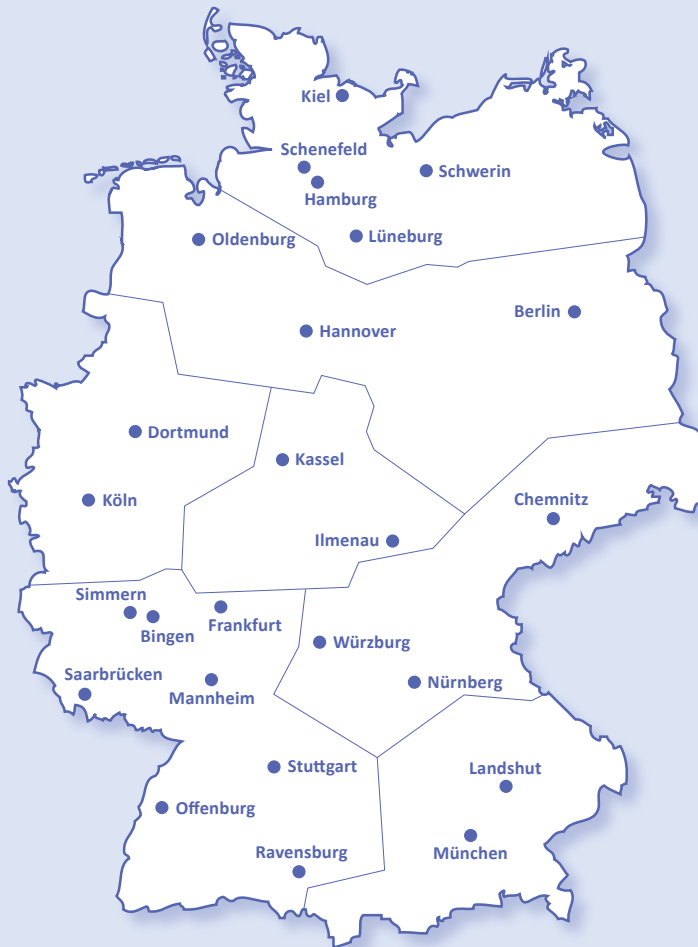 Kiel
Schenefeld
Schwerin
Hamburg
Oldenburg
Lüneburg
Berlin
Hannover
Dortmund
Kassel
Köln
Chemnitz
Ilmenau
Simmern
Frankfurt
Bingen
Würzburg
Saarbrücken
Nürnberg
Mannheim
Stuttgart
Landshut
Offenburg
Ravensburg
München